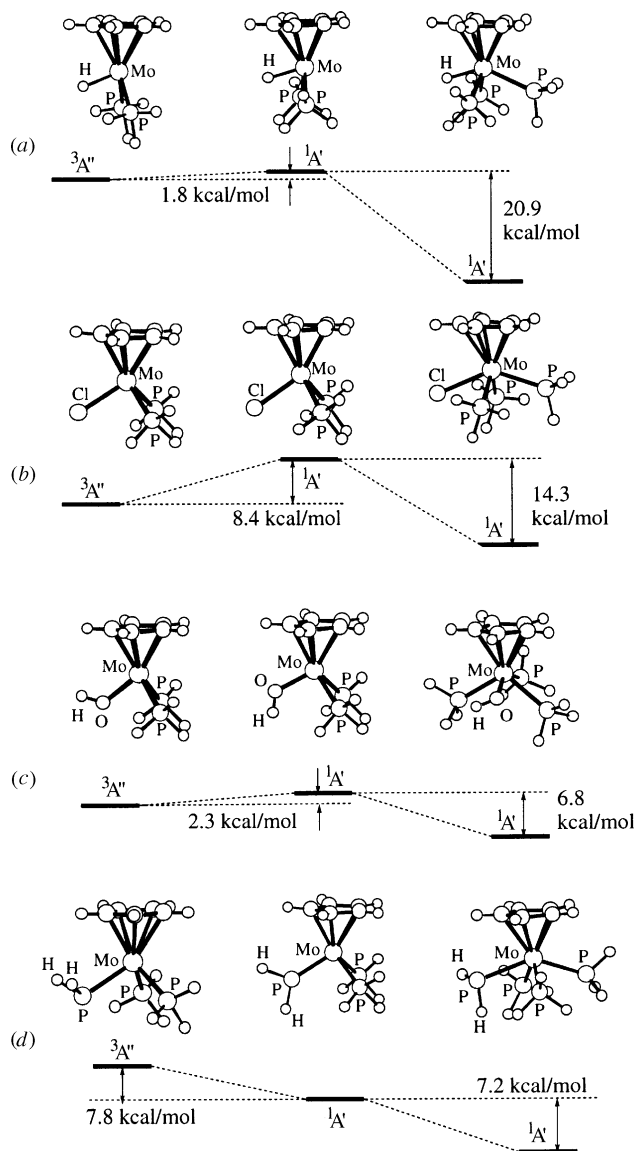 H
Mo
P
P
H
Mo
P
P
H
Mo
P
P
P
(a)
³A''
¹A'
1.8 kcal/mol
20.9
kcal/mol
¹A'
Cl
Mo
P
P
Cl
Mo
P
P
Cl
Mo
P
P
P
(b)
³A''
¹A'
8.4 kcal/mol
14.3
kcal/mol
¹A'
Mo
P
P
H
O
Mo
O
H
P
P
Mo
P
P
H
O
P
(c)
³A''
¹A'
2.3 kcal/mol
6.8
kcal/mol
¹A'
H
H
Mo
P
P
P
H
Mo
P
H
P
P
H
Mo
P
H
P
P
P
(d)
³A''
7.8 kcal/mol
¹A'
7.2 kcal/mol
¹A'